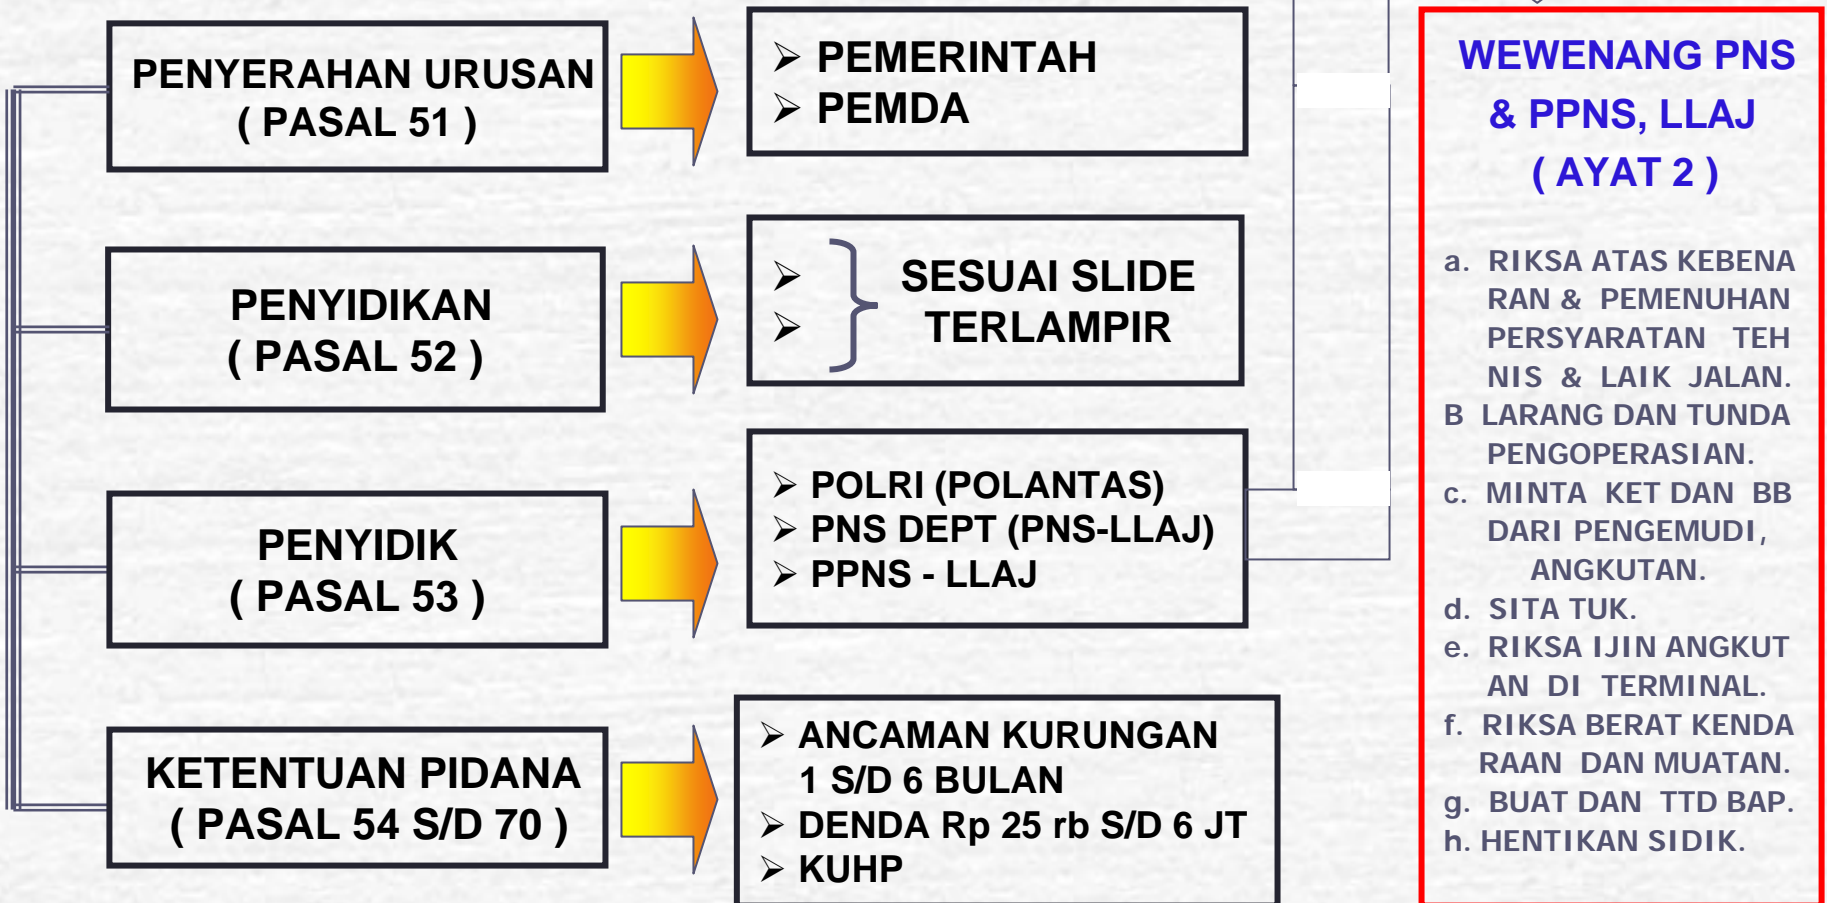 PENYERAHAN URUSAN
( PASAL 51 )
➢ PEMERINTAH
➢ PEMDA
PENYIDIKAN
( PASAL 52 )
➢ SESUAI SLIDE
➢ TERLAMPIR
PENYIDIK
( PASAL 53 )
➢ POLRI (POLANTAS)
➢ PNS DEPT (PNS-LLAJ)
➢ PPNS - LLAJ
KETENTUAN PIDANA
( PASAL 54 S/D 70 )
➢ ANCAMAN KURUNGAN
1 S/D 6 BULAN
➢ DENDA Rp 25 rb S/D 6 JT
➢ KUHP
WEWENANG PNS
& PPNS, LLAJ
( AYAT 2 )
a. RIKSA ATAS KEBENA
RAN & PEMENUHAN
PERSYARATAN TEH
NIS & LAIK JALAN.
B LARANG DAN TUNDA
PENGOPERASIAN.
c. MINTA KET DAN BB
DARI PENGEMUDI,
ANGKUTAN.
d. SITA TUK.
e. RIKSA IJIN ANGKUT
AN DI TERMINAL.
f. RIKSA BERAT KENDA
RAAN DAN MUATAN.
g. BUAT DAN TTD BAP.
h. HENTIKAN SIDIK.